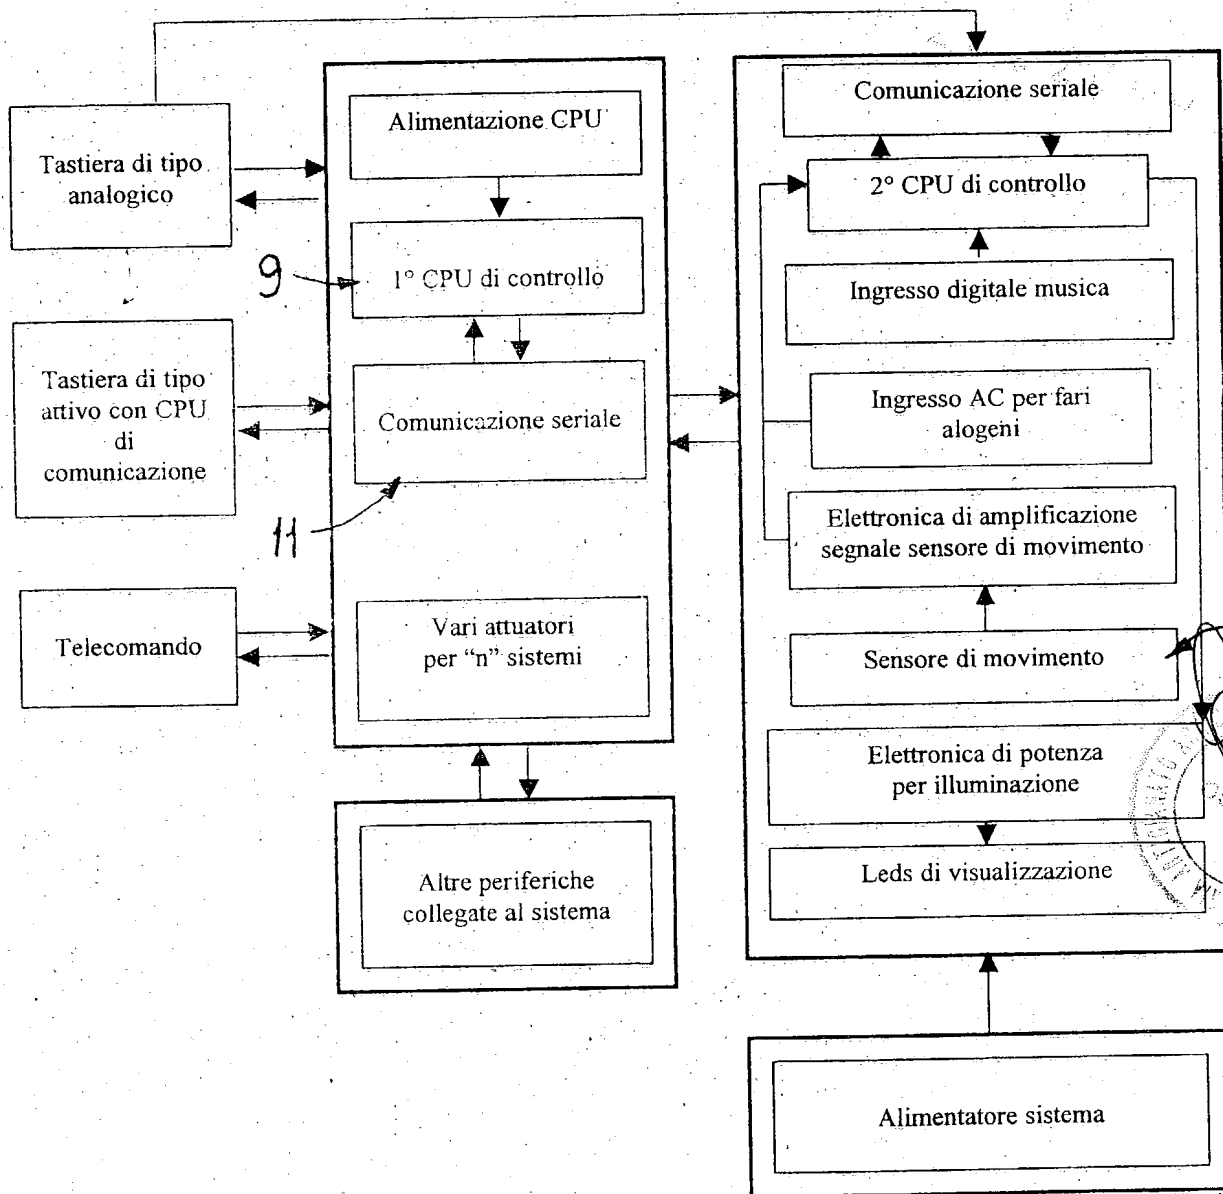 Tastiera di tipo
analogico
Tastiera di tipo
attivo con CPU
di
comunicazione
Telecomando
Alimentazione CPU
9
1° CPU di controllo
Comunicazione seriale
11
Vari attuatori
per “n” sistemi
Altre periferiche
collegate al sistema
Comunicazione seriale
2° CPU di controllo
Ingresso digitale musica
Ingresso AC per fari
alogeni
Elettronica di amplificazione
segnale sensore di movimento
Sensore di movimento
Elettronica di potenza
per illuminazione
Leds di visualizzazione
Alimentatore sistema